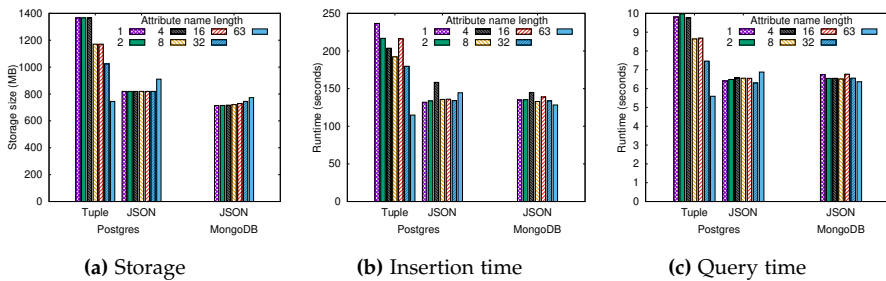 Attribute name length
1 4 16 63
2 8 32
Storage size (MB)
1400
1200
1000
800
600
400
200
0
Tuple JSON JSON
Postgres MongoDB
(a) Storage
Attribute name length
1 4 16 63
2 8 32
Runtime (seconds)
250
200
150
100
50
0
Tuple JSON JSON
Postgres MongoDB
(b) Insertion time
Attribute name length
1 4 16 63
2 8 32
Runtime (seconds)
10
9
8
7
6
5
4
3
2
1
0
Tuple JSON JSON
Postgres MongoDB
(c) Query time